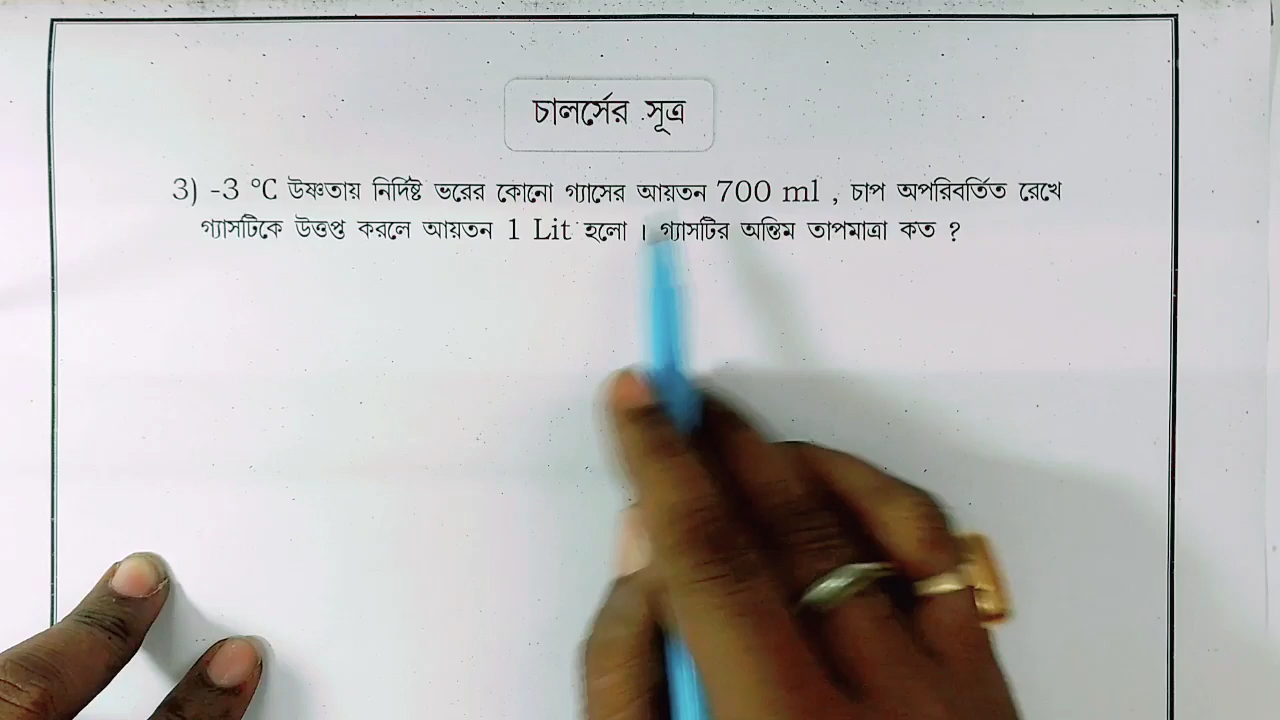 চালর্সের সূত্র
3) -3 °C উষ্ণতায় নির্দিষ্ট ভরের কোনো গ্যাসের আয়তন 700 ml , চাপ অপরিবর্তিত রেখে
গ্যাসটিকে উত্তপ্ত করলে আয়তন 1 Lit হলো । গ্যাসটির অন্তিম তাপমাত্রা কত ?